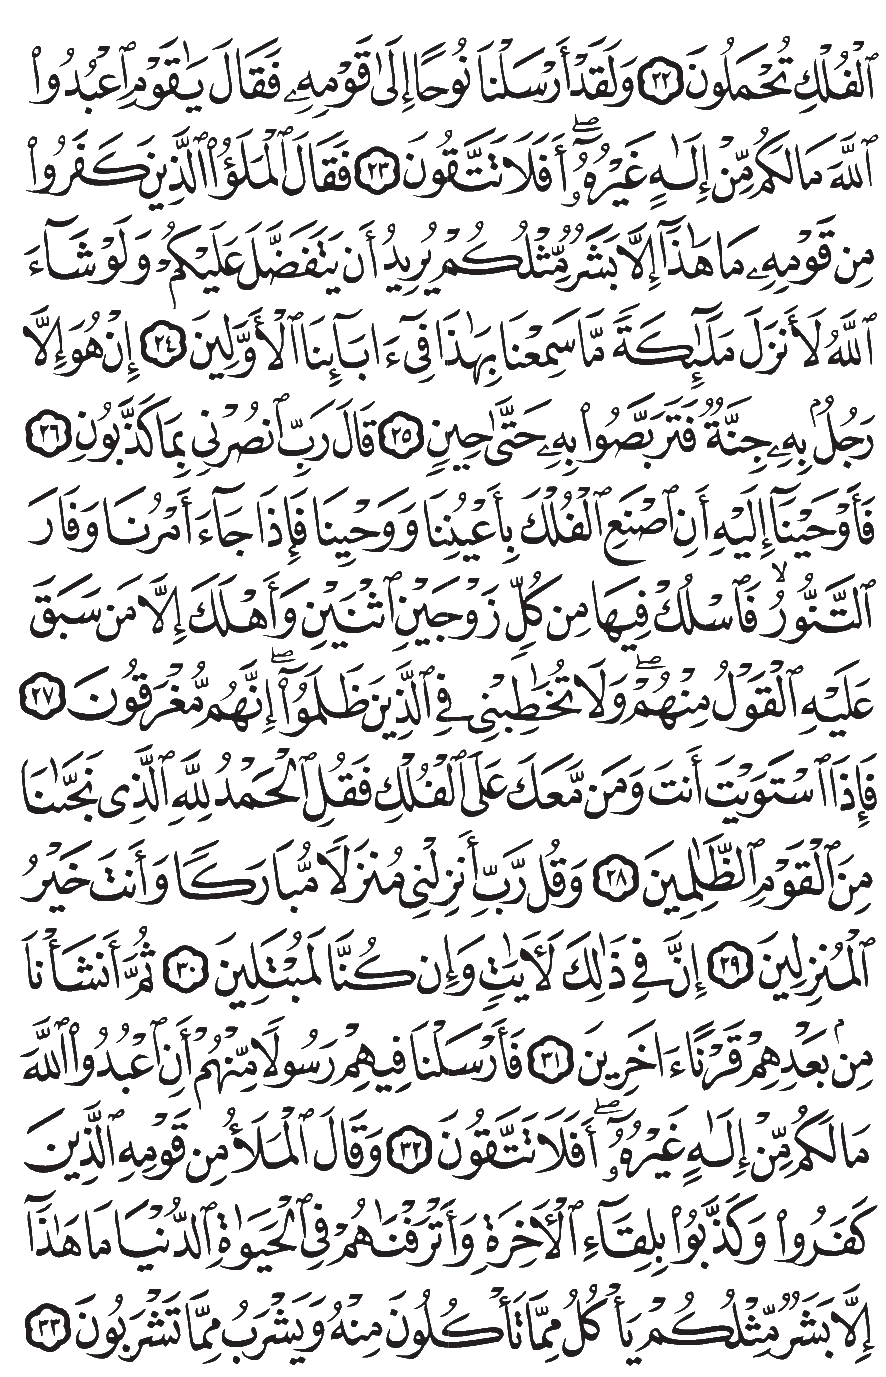 ٱلْفُلْكِ تُحْمَلُونَ ٢٢ وَلَقَدْ أَرْسَلْنَا نُوحًا إِلَىٰ قَوْمِهِۦ فَقَالَ يَـٰقَوْمِ ٱعْبُدُوا۟
ٱللَّهَ مَا لَكُم مِّنْ إِلَـٰهٍ غَيْرُهُۥٓ ۖ أَفَلَا تَتَّقُونَ ٢٣ فَقَالَ ٱلْمَلَؤُا۟ ٱلَّذِينَ كَفَرُوا۟
مِن قَوْمِهِۦ مَا هَـٰذَآ إِلَّا بَشَرٌ مِّثْلُكُمْ يُرِيدُ أَن يَتَفَضَّلَ عَلَيْكُمْ وَلَوْ شَآءَ
ٱللَّهُ لَأَنزَلَ مَلَـٰٓئِكَةً مَّا سَمِعْنَا بِهَـٰذَا فِىٓ ءَابَآئِنَا ٱلْأَوَّلِينَ ٢٤ إِنْ هُوَ إِلَّا
رَجُلٌۢ بِهِۦ جِنَّةٌ فَتَرَبَّصُوا۟ بِهِۦ حَتَّىٰ حِينٍ ٢٥ قَالَ رَبِّ ٱنصُرْنِى بِمَا كَذَّبُونِ ٢٦
فَأَوْحَيْنَآ إِلَيْهِ أَنِ ٱصْنَعِ ٱلْفُلْكَ بِأَعْيُنِنَا وَوَحْيِنَا فَإِذَا جَآءَ أَمْرُنَا وَفَارَ
ٱلتَّنُّورُ ۙ فَٱسْلُكْ فِيهَا مِن كُلٍّ زَوْجَيْنِ ٱثْنَيْنِ وَأَهْلَكَ إِلَّا مَن سَبَقَ
عَلَيْهِ ٱلْقَوْلُ مِنْهُمْ ۖ وَلَا تُخَـٰطِبْنِى فِى ٱلَّذِينَ ظَلَمُوٓا۟ ۖ إِنَّهُم مُّغْرَقُونَ ٢٧
فَإِذَا ٱسْتَوَيْتَ أَنتَ وَمَن مَّعَكَ عَلَى ٱلْفُلْكِ فَقُلِ ٱلْحَمْدُ لِلَّهِ ٱلَّذِى نَجَّىٰنَا
مِنَ ٱلْقَوْمِ ٱلظَّـٰلِمِينَ ٢٨ وَقُل رَّبِّ أَنزِلْنِى مُنزَلًا مُّبَارَكًا وَأَنتَ خَيْرُ
ٱلْمُنزِلِينَ ٢٩ إِنَّ فِى ذَٰلِكَ لَـَٔايَـٰتٍ وَإِن كُنَّا لَمُبْتَلِينَ ٣٠ ثُمَّ أَنشَأْنَا
مِنۢ بَعْدِهِمْ قَرْنًا ءَاخَرِينَ ٣١ فَأَرْسَلْنَا فِيهِمْ رَسُولًا مِّنْهُمْ أَنِ ٱعْبُدُوا۟ ٱللَّهَ
مَا لَكُم مِّنْ إِلَـٰهٍ غَيْرُهُۥٓ ۖ أَفَلَا تَتَّقُونَ ٣٢ وَقَالَ ٱلْمَلَأُ مِن قَوْمِهِ ٱلَّذِينَ
كَفَرُوا۟ وَكَذَّبُوا۟ بِلِقَآءِ ٱلْـَٔاخِرَةِ وَأَتْرَفْنَـٰهُمْ فِى ٱلْحَيَوٰةِ ٱلدُّنْيَا مَا هَـٰذَآ
إِلَّا بَشَرٌ مِّثْلُكُمْ يَأْكُلُ مِمَّا تَأْكُلُونَ مِنْهُ وَيَشْرَبُ مِمَّا تَشْرَبُونَ ٣٣